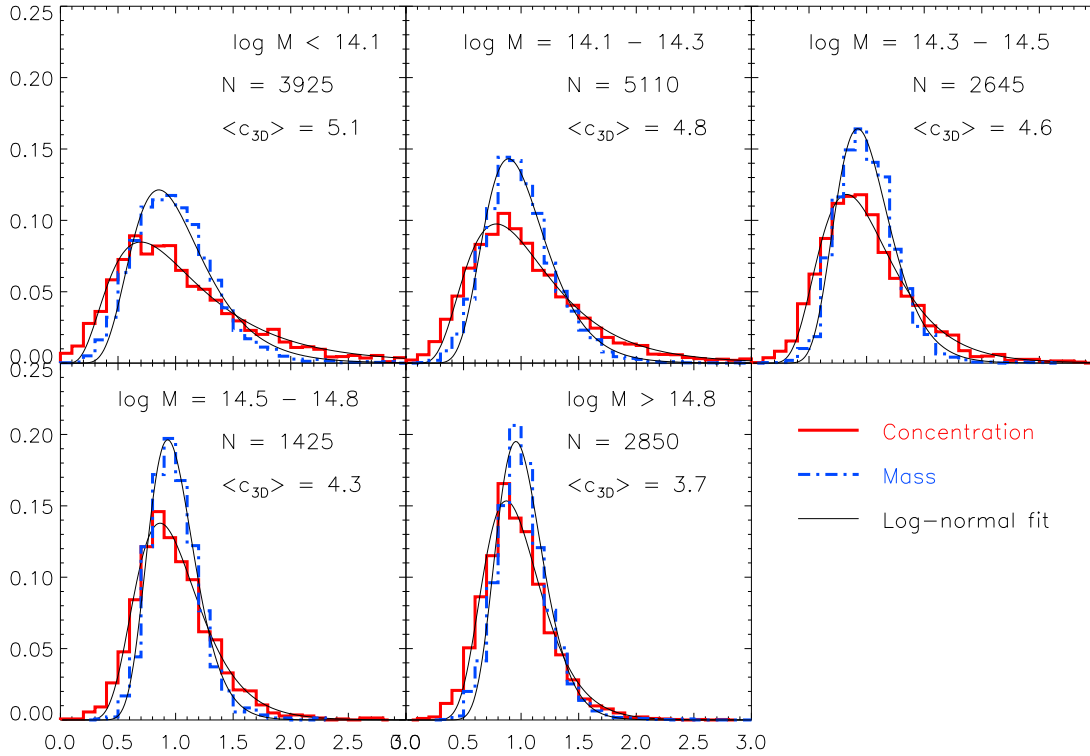 0.25
0.20
0.15
0.10
0.05
0.00
log M < 14.1
N = 3925
<c3D> = 5.1
log M = 14.1 − 14.3
N = 5110
<c3D> = 4.8
log M = 14.3 − 14.5
N = 2645
<c3D> = 4.6
0.25
0.20
0.15
0.10
0.05
0.00
log M = 14.5 − 14.8
N = 1425
<c3D> = 4.3
log M > 14.8
N = 2850
<c3D> = 3.7
Concentration
Mass
Log−normal fit
0.0 0.5 1.0 1.5 2.0 2.5 0.5 1.0 1.5 2.0 2.5 3.0